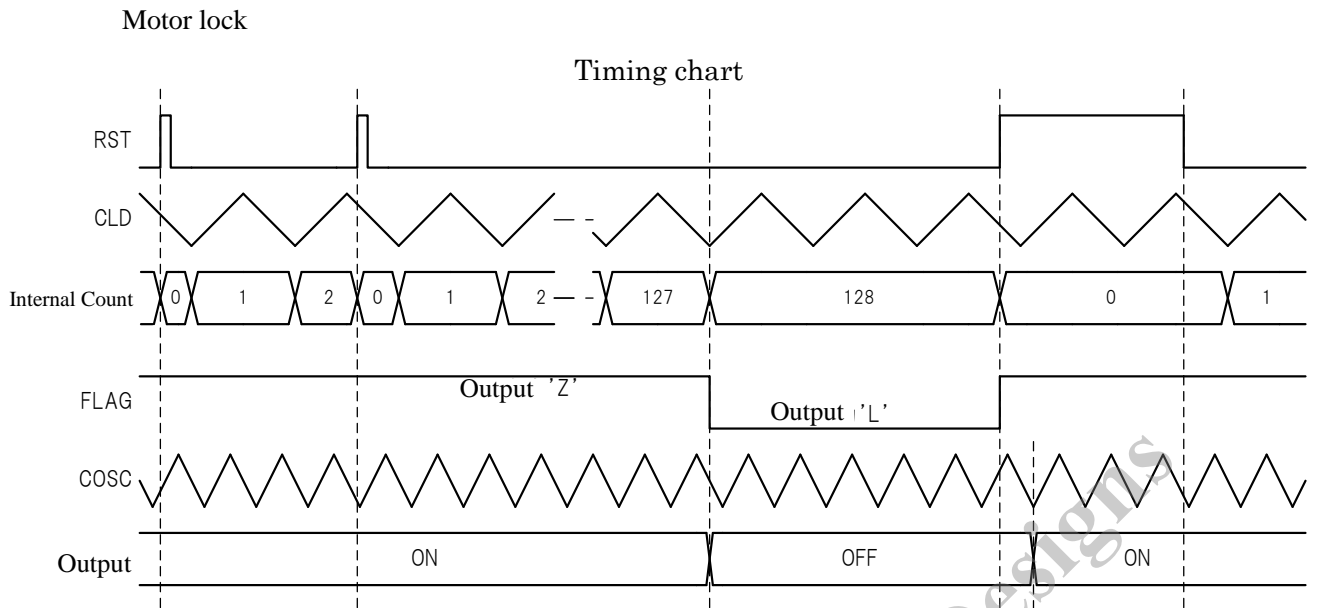 Motor lock
Timing chart
RST
CLD
Internal Count 0 1 2 0 1 2 127 128 0 1
FLAG Output 'Z' Output 'L'
COSC
Output ON OFF ON
esigns